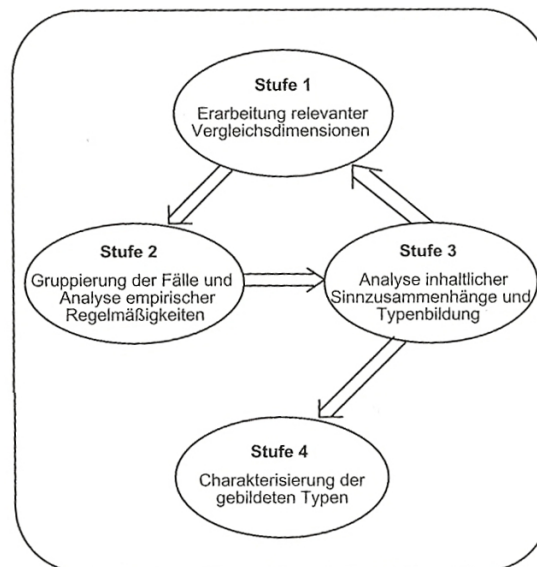 Stufe 1
Erarbeitung relevanter
Vergleichsdimensionen
Stufe 2
Gruppierung der Fälle und
Analyse empirischer
Regelmäßigkeiten
Stufe 3
Analyse inhaltlicher
Sinnzusammenhänge und
Typenbildung
Stufe 4
Charakterisierung der
gebildeten Typen